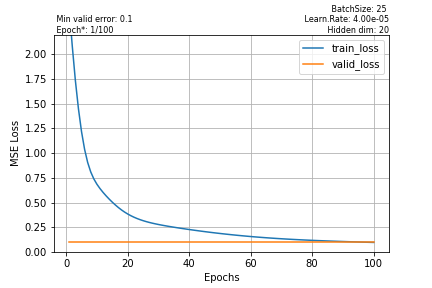 BatchSize: 25
Min valid error: 0.1
Learn.Rate: 4.00e-05
Epoch*: 1/100
Hidden dim: 20
train_loss
valid_loss
MSE Loss
2.00
1.75
1.50
1.25
1.00
0.75
0.50
0.25
0.00
0 20 40 60 80 100
Epochs